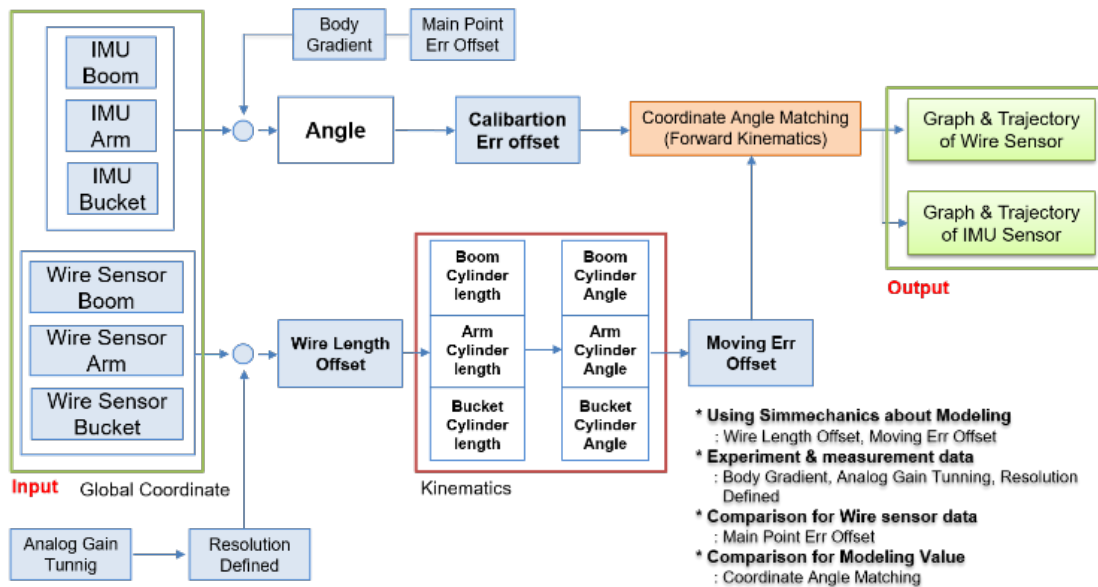 Body
Gradient
Main Point
Err Offset
IMU
Boom
IMU
Arm
IMU
Bucket
Angle
Calibartion
Err offset
Coordinate Angle Matching
(Forward Kinematics)
Graph & Trajectory
of Wire Sensor
Graph & Trajectory
of IMU Sensor
Output
Wire Sensor
Boom
Wire Sensor
Arm
Wire Sensor
Bucket
Wire Length
Offset
Boom
Cylinder
length
Arm
Cylinder
length
Bucket
Cylinder
length
Boom
Cylinder
Angle
Arm
Cylinder
Angle
Bucket
Cylinder
Angle
Moving Err
Offset
Input
Global Coordinate
Kinematics
Analog Gain
Tunnig
Resolution
Defined
* Using Simmechanics about Modeling
: Wire Length Offset, Moving Err Offset
* Experiment & measurement data
: Body Gradient, Analog Gain Tunning, Resolution
Defined
* Comparison for Wire sensor data
: Main Point Err Offset
* Comparison for Modeling Value
: Coordinate Angle Matching